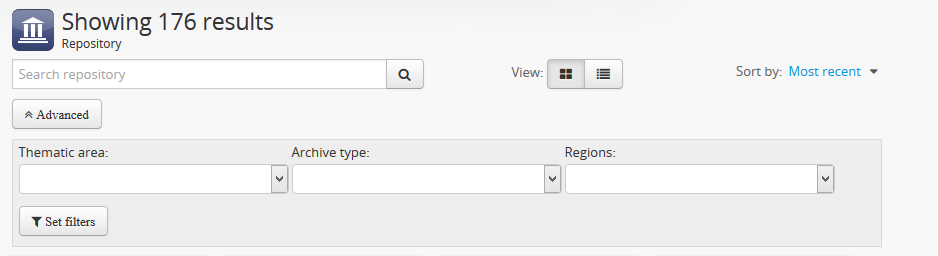 Showing 176 results
Repository
Search repository
View:
Sort by: Most recent
Advanced
Thematic area:
Archive type:
Regions:
Set filters